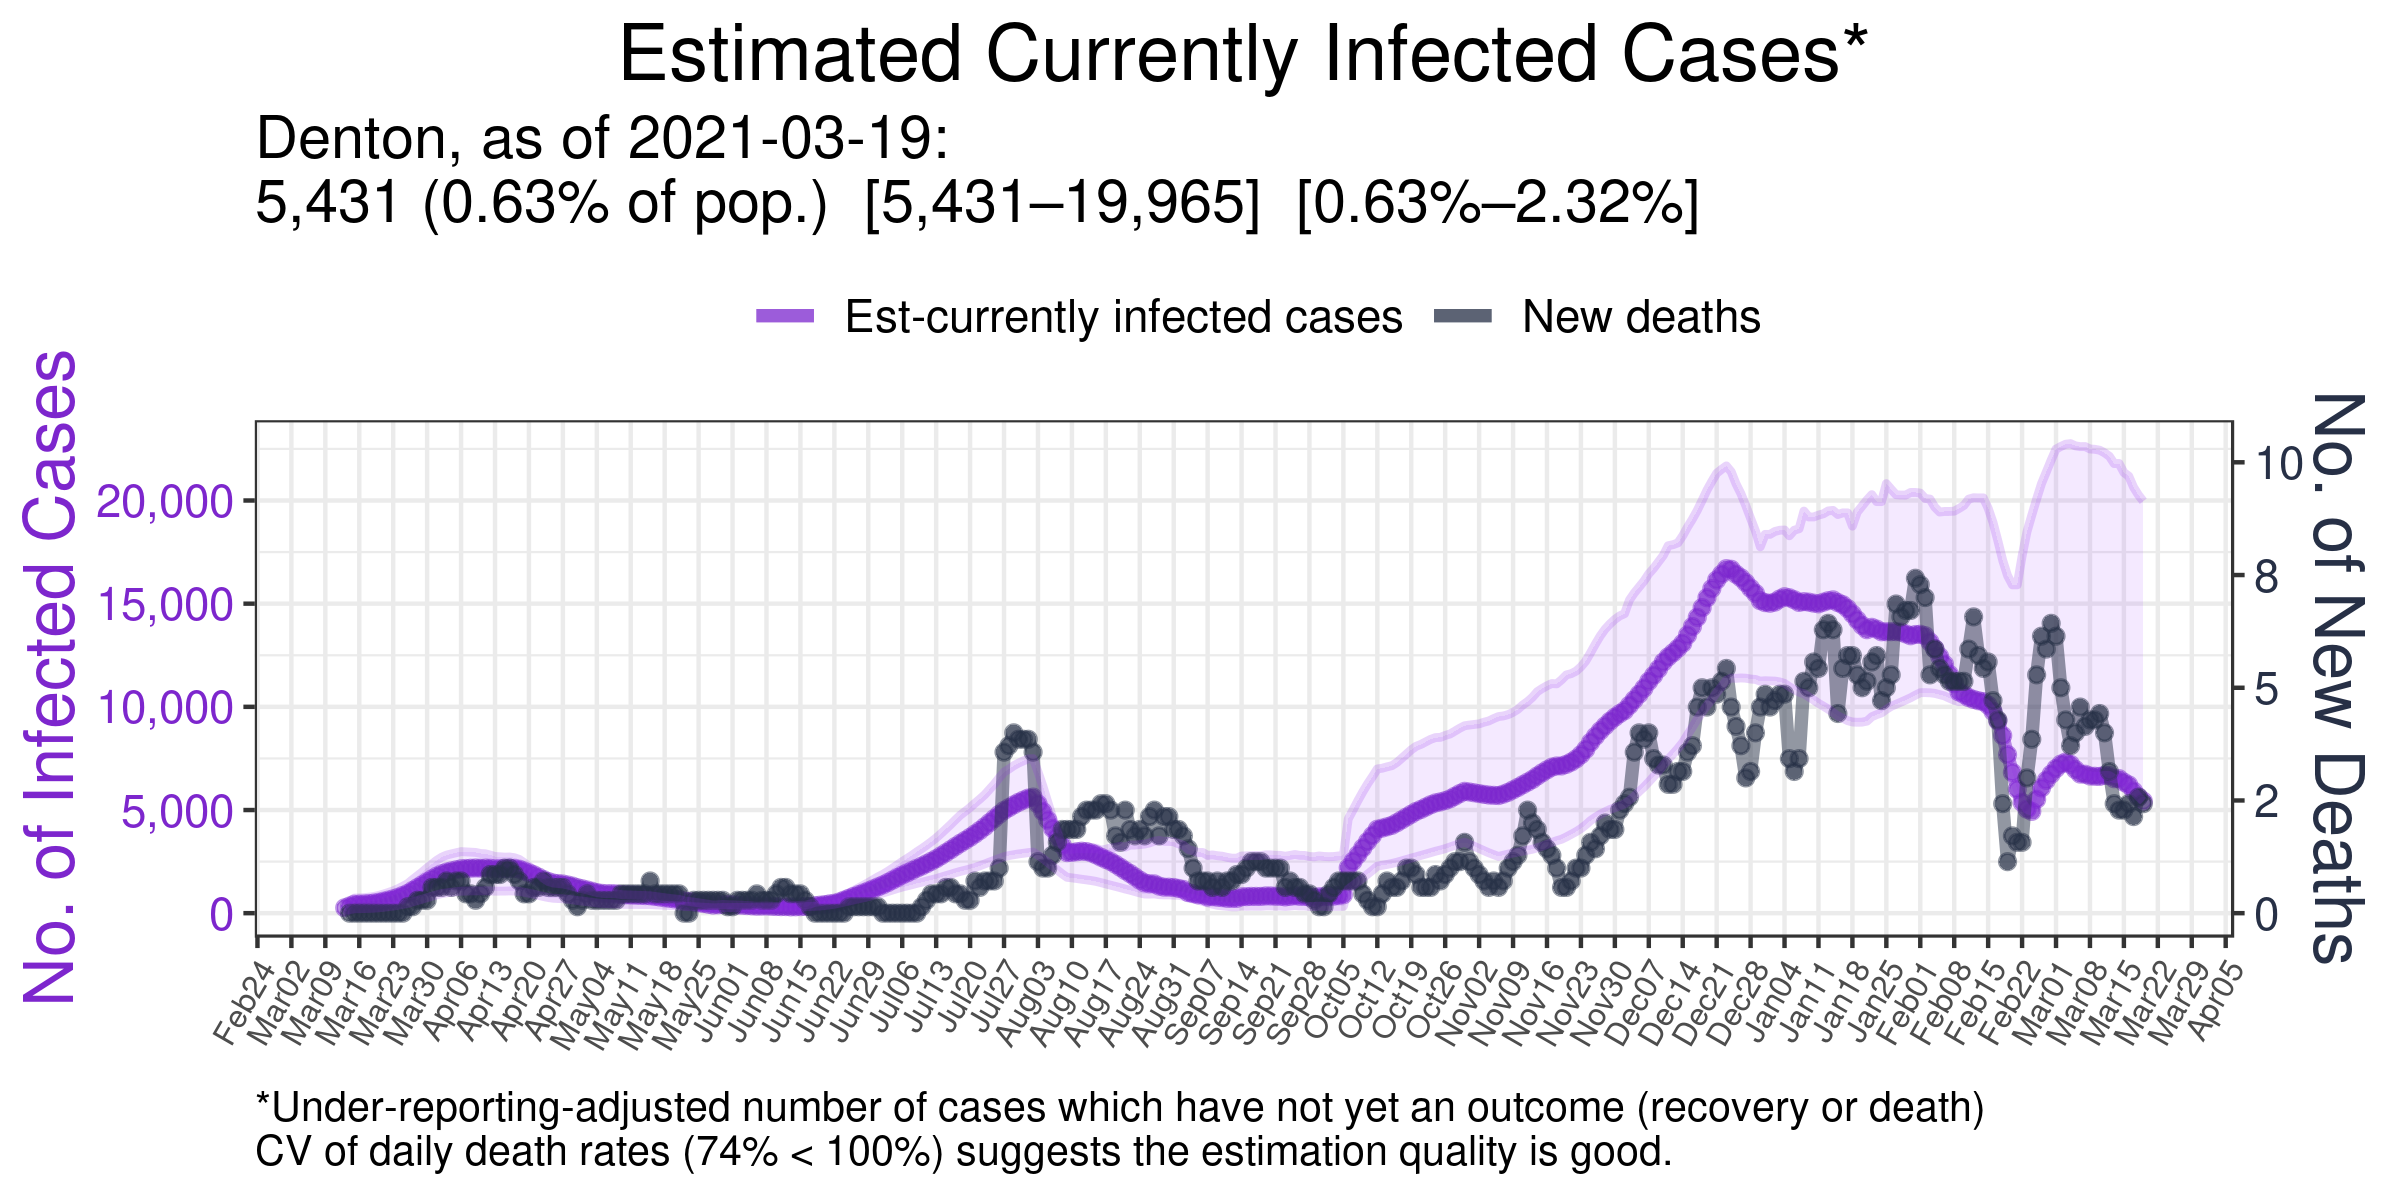 Estimated Currently Infected Cases*
Denton, as of 2021-03-19:
5,431 (0.63% of pop.) [5,431–19,965] [0.63%–2.32%]
Est-currently infected cases
New deaths
No. of Infected Cases
20,000
15,000
10,000
5,000
0
10
8
5
2
0
No. of New Deaths
Feb24
Mar02
Mar09
Mar16
Mar23
Mar30
Apr06
Apr13
Apr20
Apr27
May04
May11
May18
May25
Jun01
Jun08
Jun15
Jun22
Jun29
Jul06
Jul13
Jul20
Jul27
Aug03
Aug10
Aug17
Aug24
Aug31
Sep07
Sep14
Sep21
Sep28
Oct05
Oct12
Oct19
Oct26
Nov02
Nov09
Nov16
Nov23
Nov30
Dec07
Dec14
Dec21
Dec28
Jan04
Jan11
Jan18
Jan25
Feb01
Feb08
Feb15
Feb22
Mar01
Mar08
Mar15
Mar22
Mar29
Apr05
*Under-reporting-adjusted number of cases which have not yet an outcome (recovery or death)
CV of daily death rates (74% < 100%) suggests the estimation quality is good.